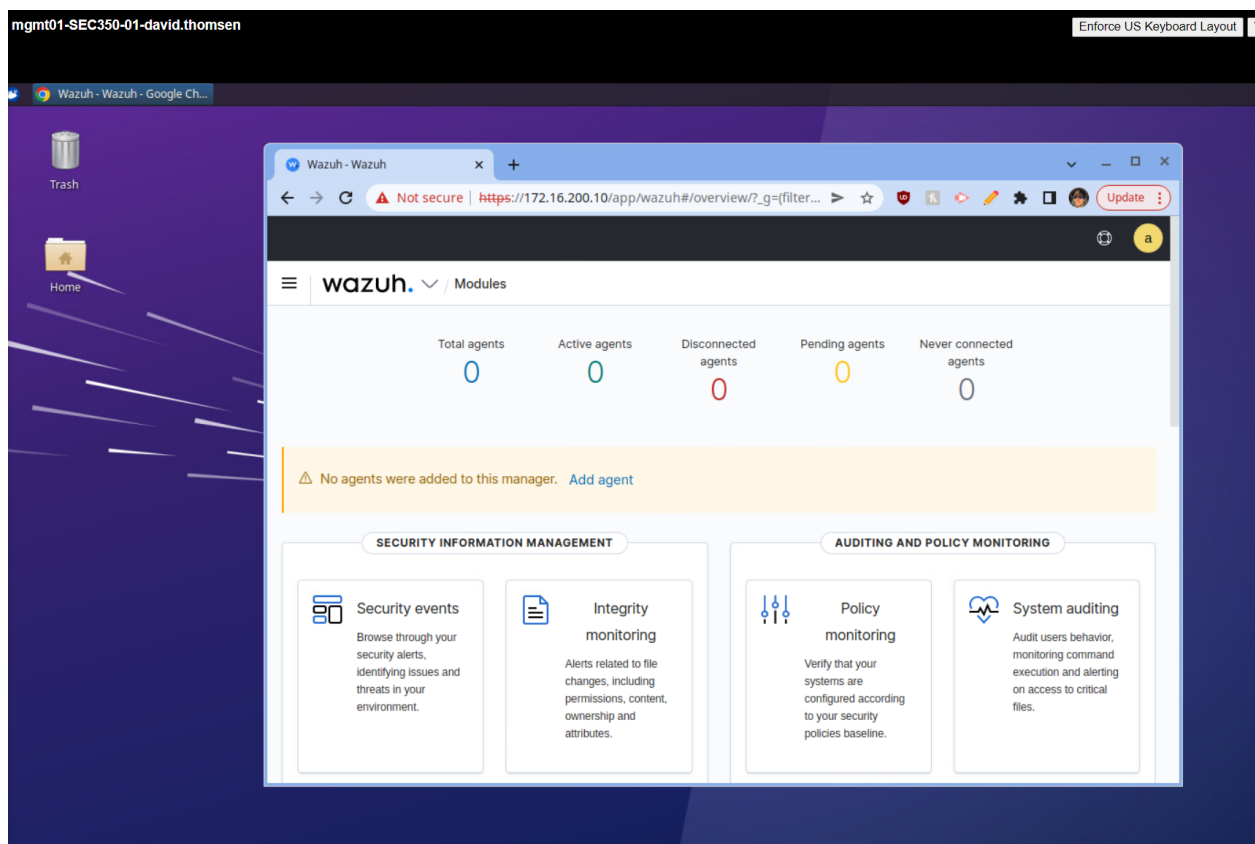 mgmt01-SEC350-01-david.thomsen
Enforce US Keyboard Layout
Wazuh - Wazuh - Google Ch...
Trash
Home
Wazuh - Wazuh
Not secure | https://172.16.200.10/app/wazuh#/overview/?_g=(filter...
Update
a
wazuh. / Modules
Total agents
0
Active agents
0
Disconnected
agents
0
Pending agents
0
Never connected
agents
0
No agents were added to this manager. Add agent
SECURITY INFORMATION MANAGEMENT
Security events
Browse through your
security alerts,
identifying issues and
threats in your
environment.
Integrity
monitoring
Alerts related to file
changes, including
permissions, content,
ownership and
attributes.
AUDITING AND POLICY MONITORING
Policy
monitoring
Verify that your
systems are
configured according
to your security
policies baseline.
System auditing
Audit users behavior,
monitoring command
execution and alerting
on access to critical
files.